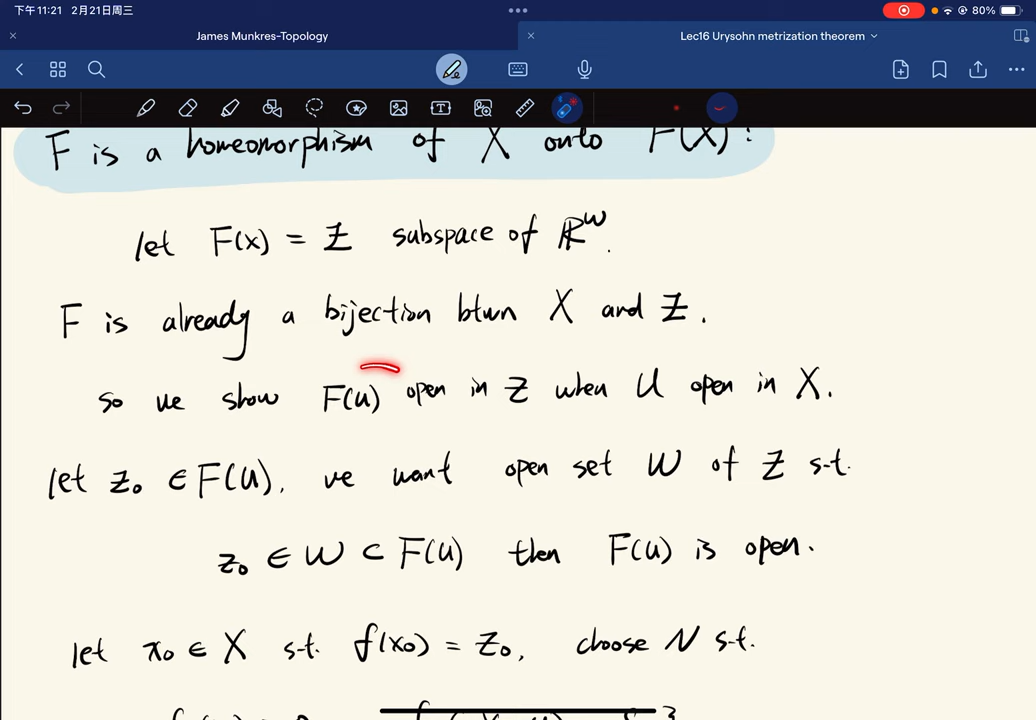 下午11:21 2月21日周三
80%
James Munkres-Topology
Lec16 Urysohn metrization theorem
F is a homeomorphism of X onto F(X)!
let F(x) = Z subspace of ℝ^ω.
F is already a bijection btwn X and Z.
so we show F(u) open in Z when U open in X.
let z₀ ∈ F(U), we want open set W of Z s.t.
z₀ ∈ W ⊂ F(U) then F(U) is open.
let x₀ ∈ X s.t. f(x₀) = z₀, choose N s.t.